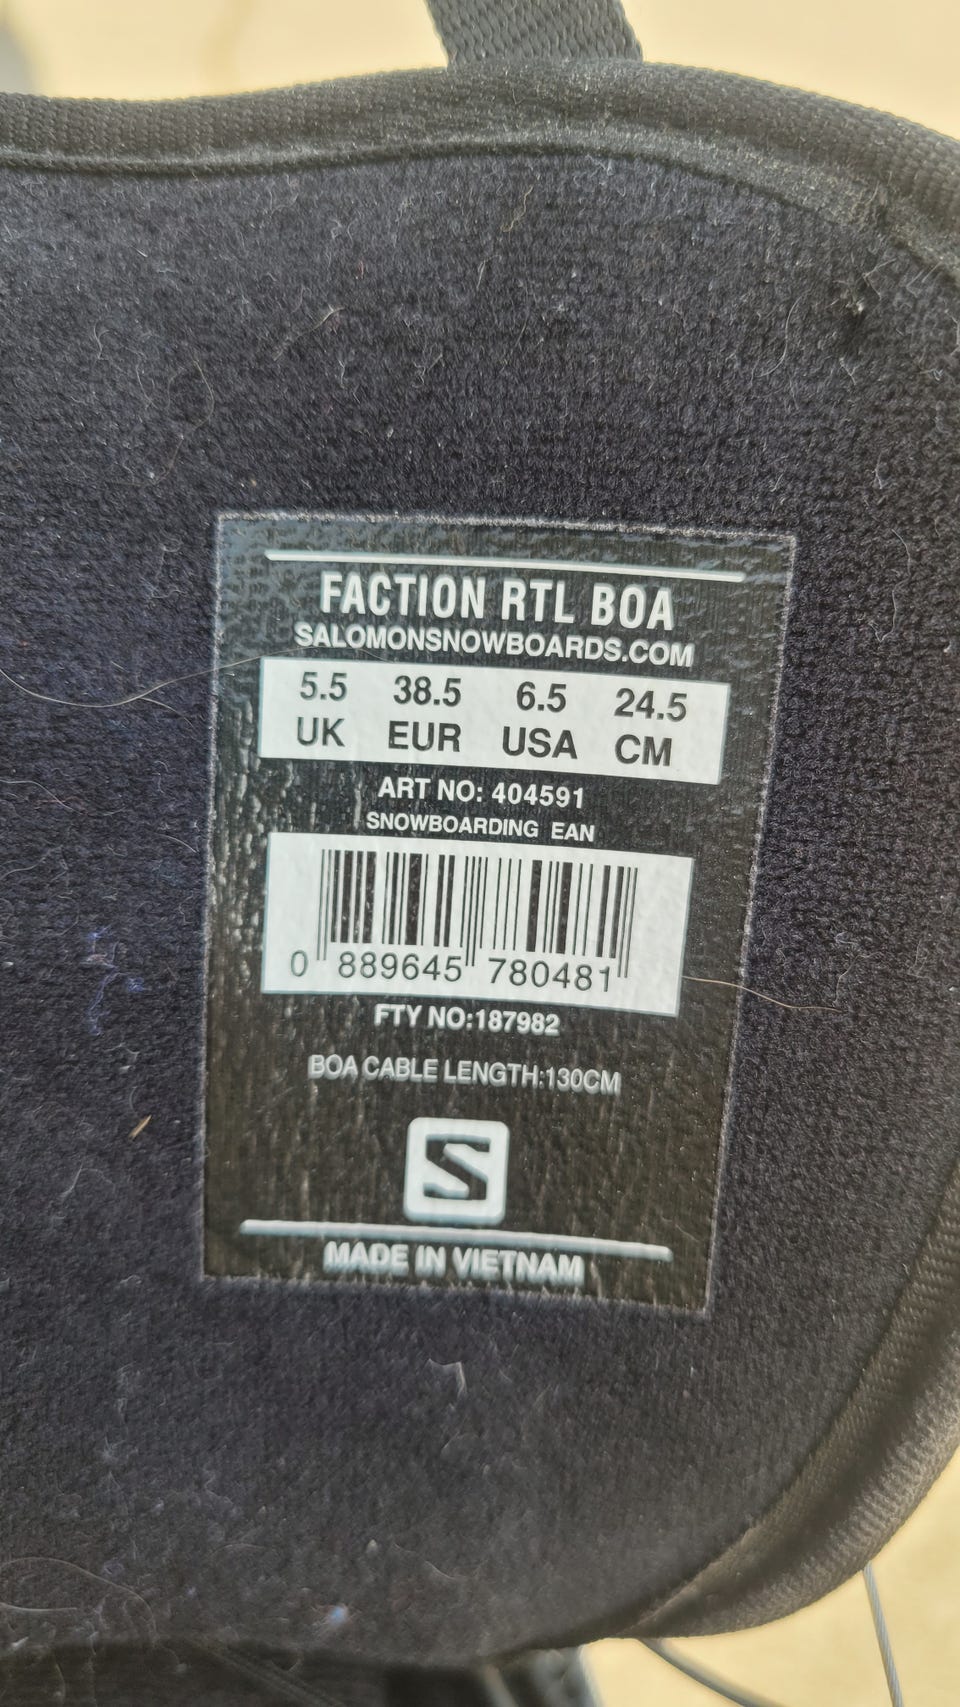 FACTION RTL BOA
SALOMONSNOWBOARDS.COM
5.5 38.5 6.5 24.5
UK EUR USA CM
ART NO: 404591
SNOWBOARDING EAN
0 889645 780481
FTY NO:187982
BOA CABLE LENGTH:130CM
S
MADE IN VIETNAM